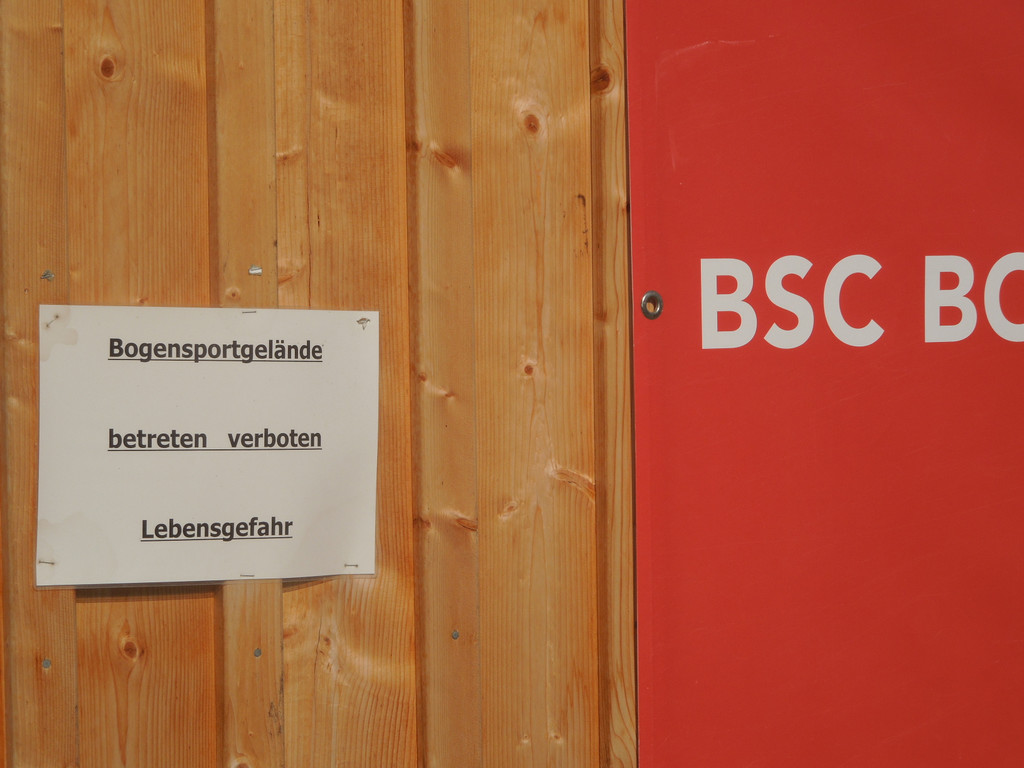 Bogensportgelände
betreten verboten
Lebensgefahr
BSC BO